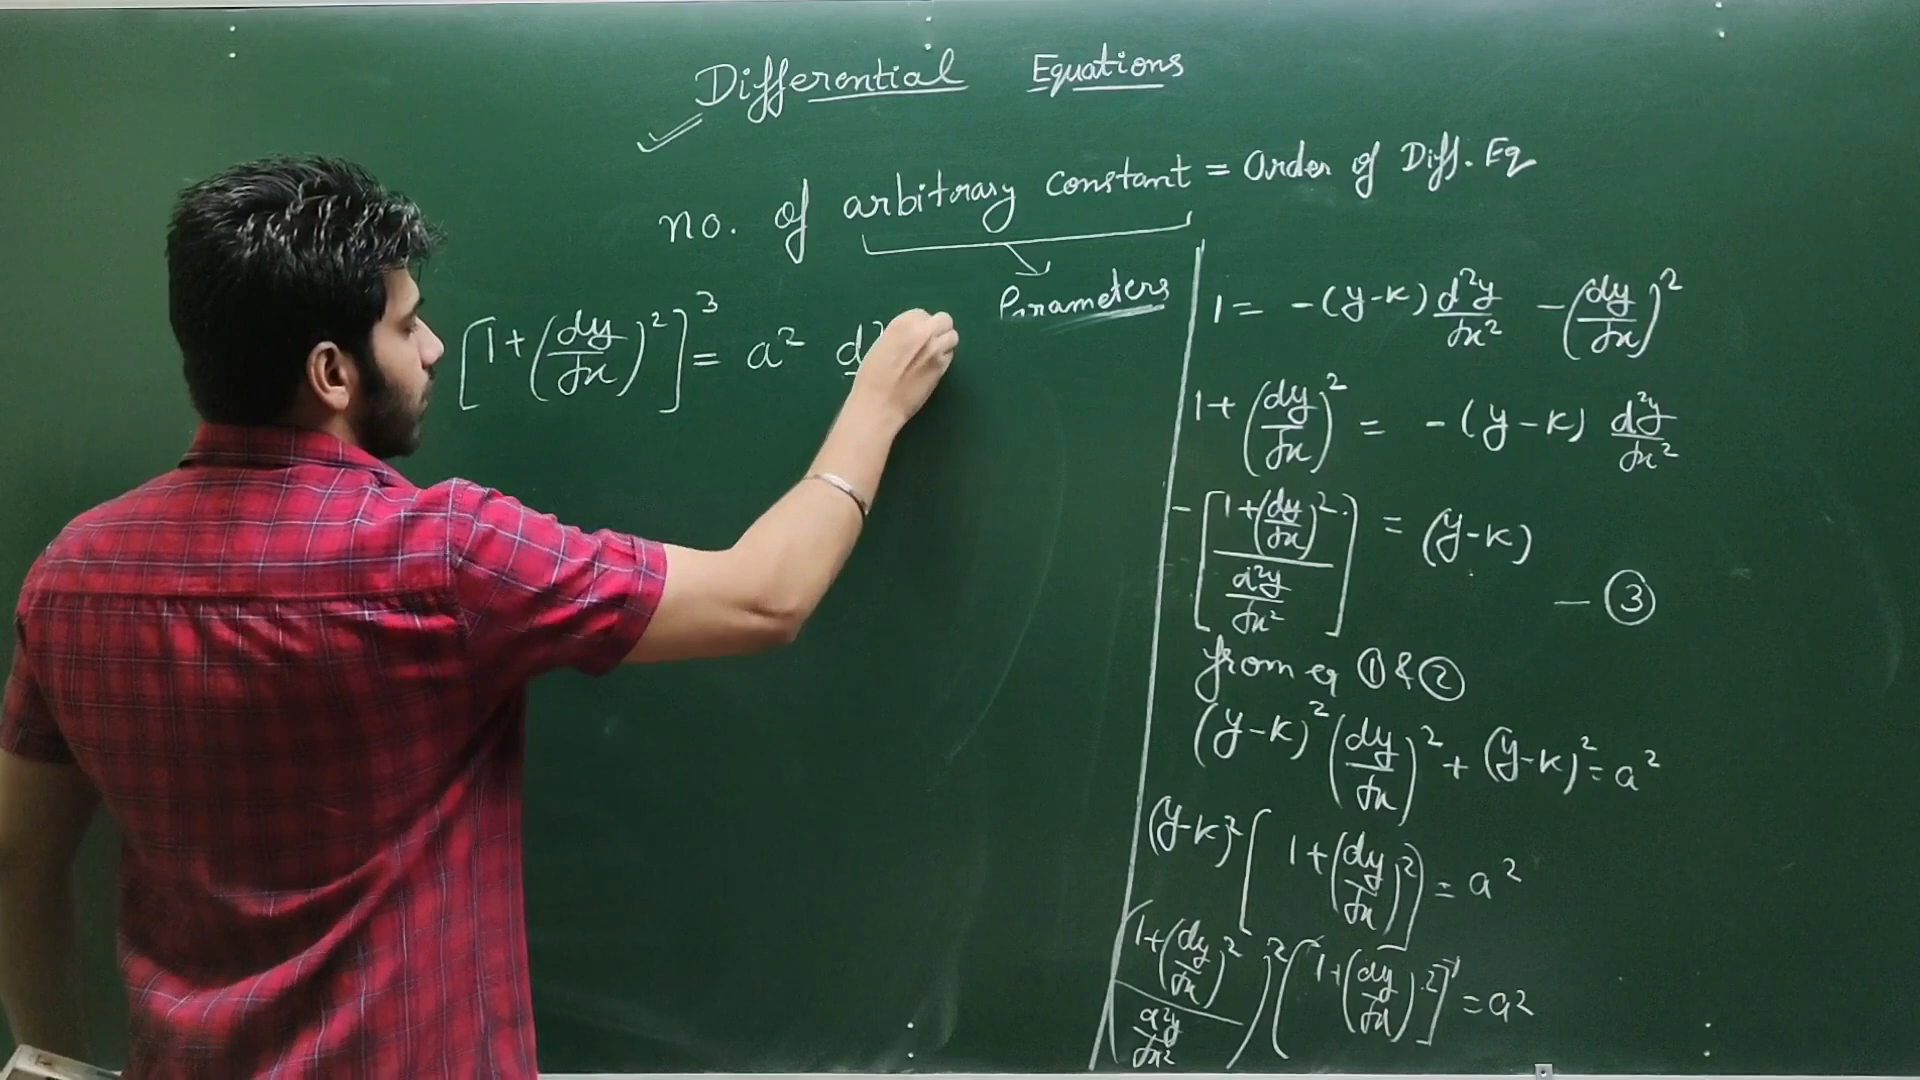 Differential Equations
no. of arbitrary constant = Order of Diff. Eq
Parameters
[1+(dy/dx)²]³ = a² d²
1 = -(y-k) d²y/dx² -(dy/dx)²
1+(dy/dx)² = -(y-k) d²y/dx²
-[1+(dy/dx)²/d²y/dx²] = (y-k) — ③
from eq ① & ②
(y-k)² (dy/dx)² + (y-k)² = a²
(y-k)² [1+(dy/dx)²] = a²
(1+(dy/dx)²/d²y/dx²)² [1+(dy/dx)²]¹ = a²